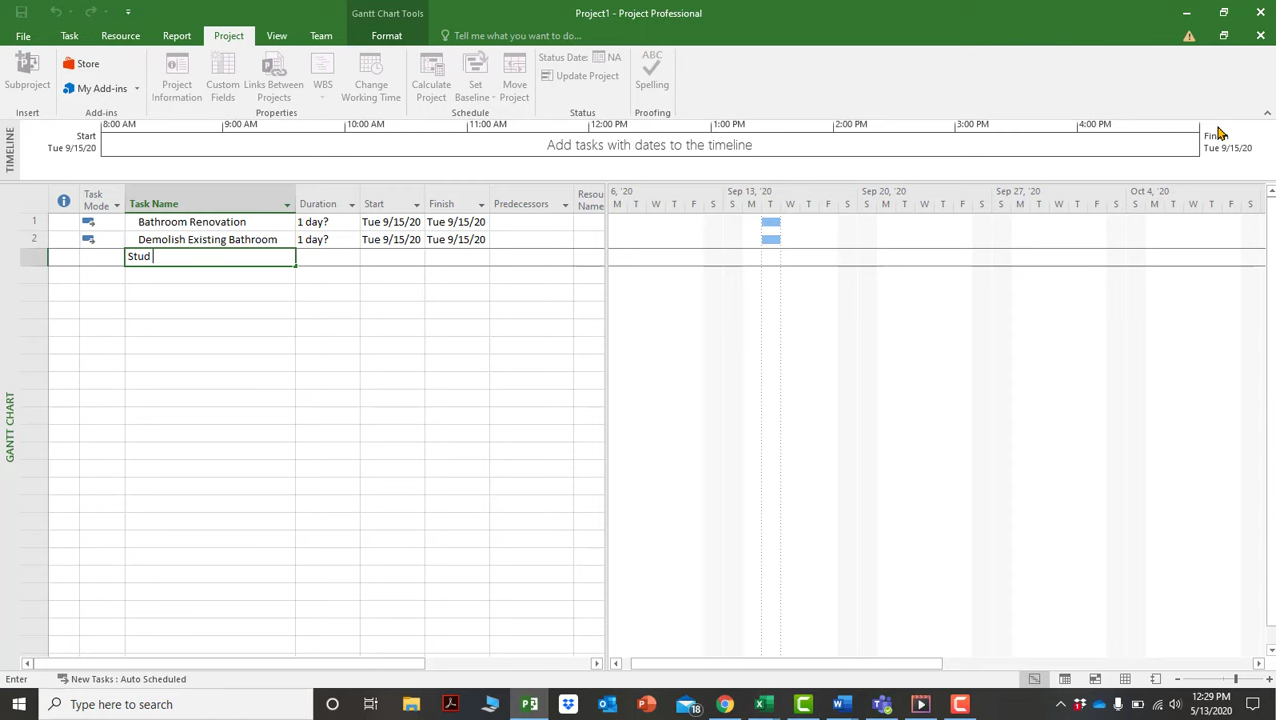 Gantt Chart Tools
Project1 - Project Professional
File Task Resource Report Project View Team Format Tell me what you want to do...
Subproject
Store
My Add-ins
Project Information
Custom Fields
Links Between Projects
WBS
Change Working Time
Calculate Project
Set Baseline
Move Project
Status Date: NA
Update Project
ABC
Spelling
Insert Add-ins Properties Schedule Status Proofing
TIMELINE
Start
Tue 9/15/20
8:00 AM 9:00 AM 10:00 AM 11:00 AM 12:00 PM 1:00 PM 2:00 PM 3:00 PM 4:00 PM
Add tasks with dates to the timeline
Tue 9/15/20
GANTT CHART
Task Mode Task Name Duration Start Finish Predecessors Resou Name
6, '20 Sep 13, '20 Sep 20, '20 Sep 27, '20 Oct 4, '20
M T W T F S S M T W T F S S M T W T F S S M T W T F S S M T W T F S
1 Bathroom Renovation 1 day? Tue 9/15/20 Tue 9/15/20
2 Demolish Existing Bathroom 1 day? Tue 9/15/20 Tue 9/15/20
Stud
Enter New Tasks : Auto Scheduled
Type here to search
18
12:29 PM
5/13/2020